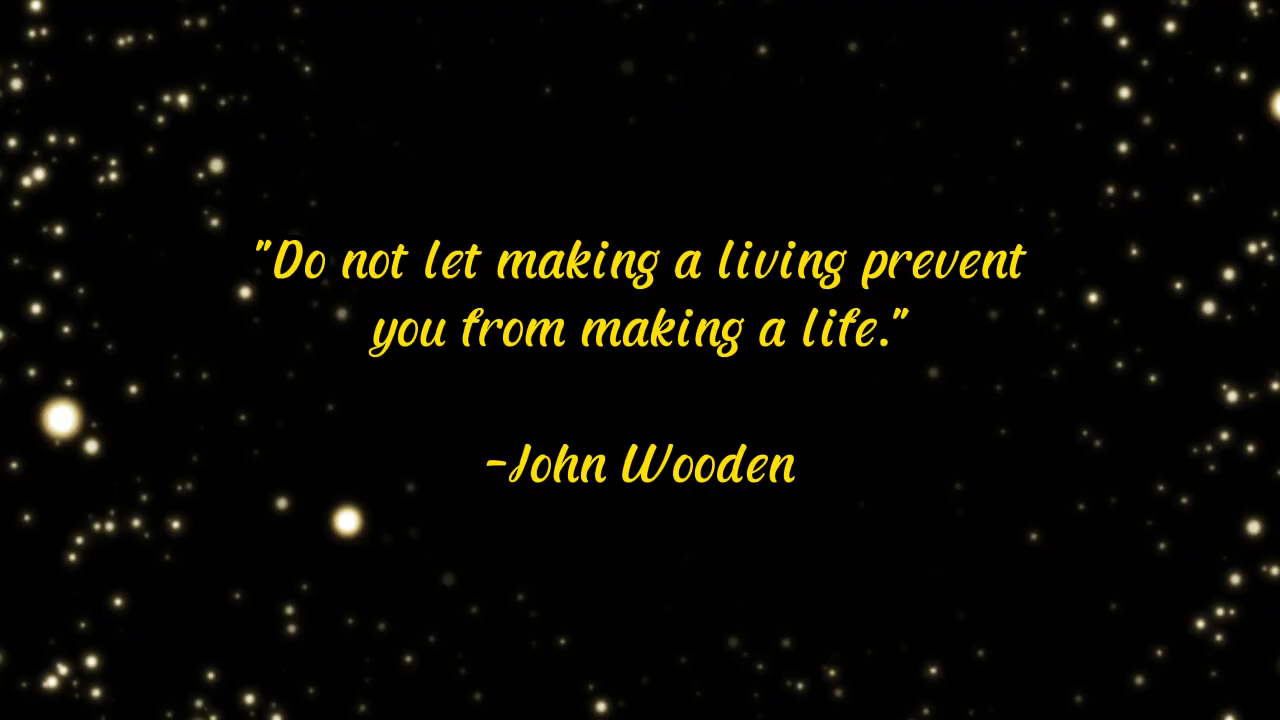 "Do not let making a living prevent
you from making a life."
-John Wooden